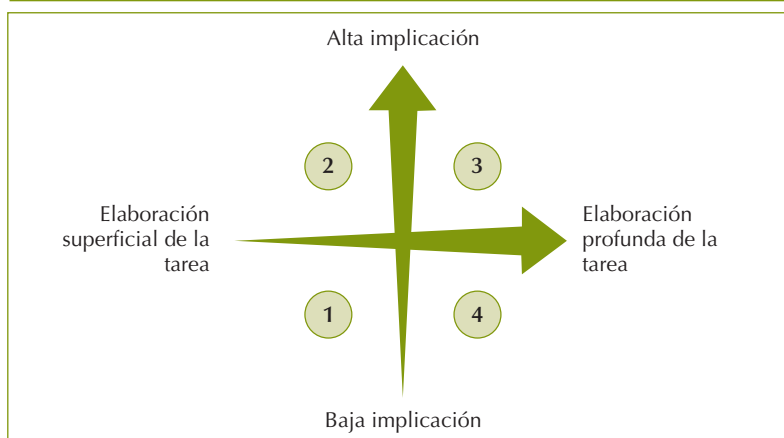 Alta implicación
2
3
Elaboración
superficial de la
tarea
Elaboración
profunda de la
tarea
1
4
Baja implicación